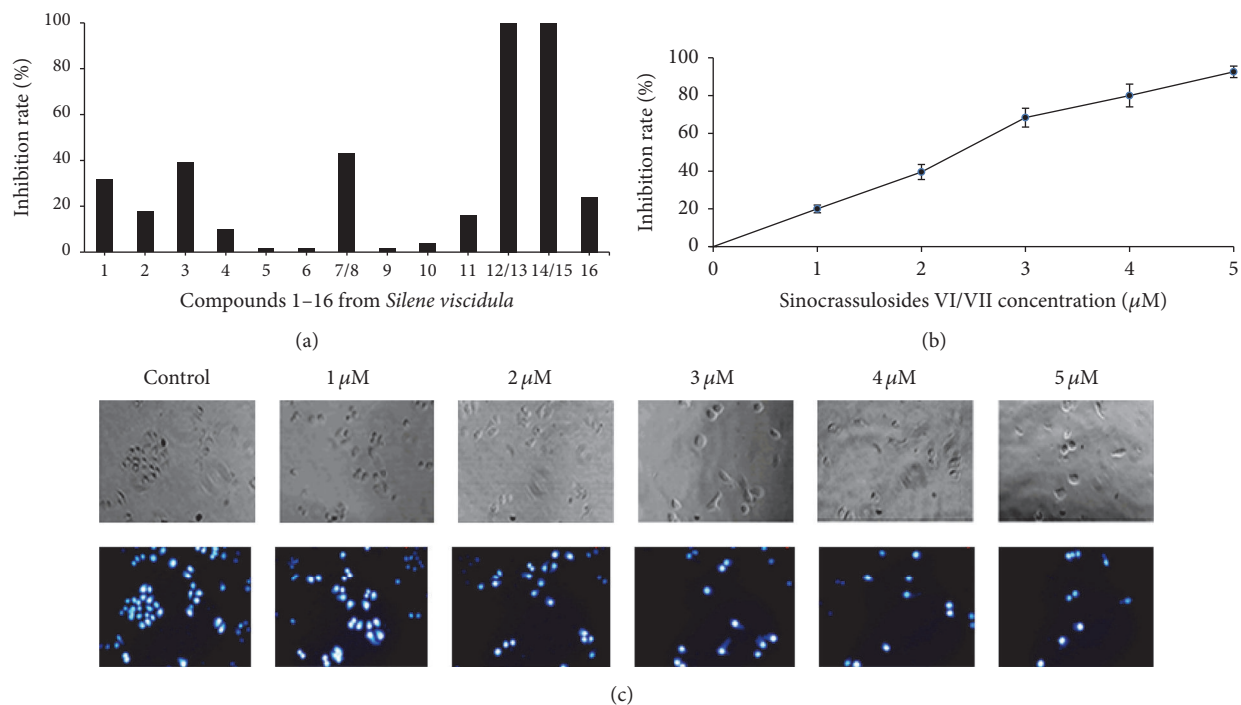 100
80
60
40
20
0
Inhibition rate (%)
1 2 3 4 5 6 7/8 9 10 11 12/13 14/15 16
Compounds 1–16 from Silene viscidula
(a)
100
80
60
40
20
0
Inhibition rate (%)
0 1 2 3 4 5
Sinocrassulosides VI/VII concentration (μM)
(b)
Control 1 μM 2 μM 3 μM 4 μM 5 μM
(c)